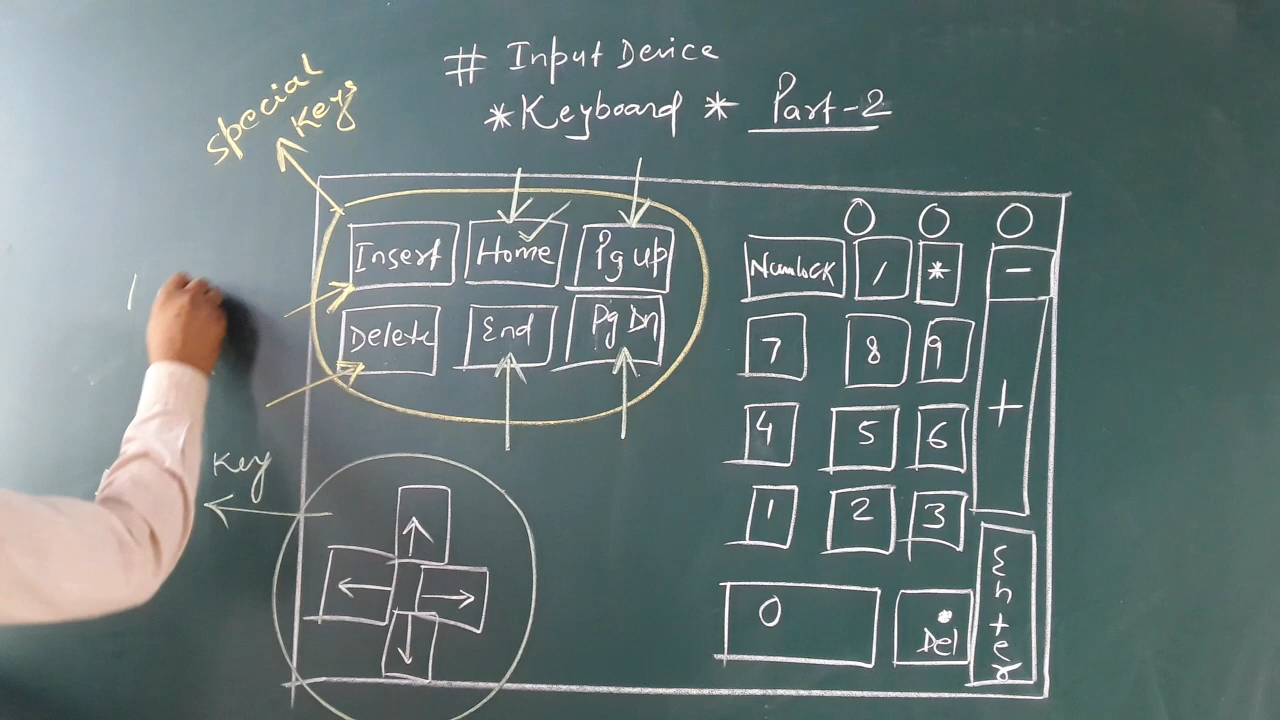 # Input Device
*Keyboard * Part-2
Special
Keys
Insert Home Pg Up
Delete End Pg Dn
Key
↑
← →
↓
Numlock / * -
7 8 9 +
4 5 6
1 2 3 Enter
0 • Del